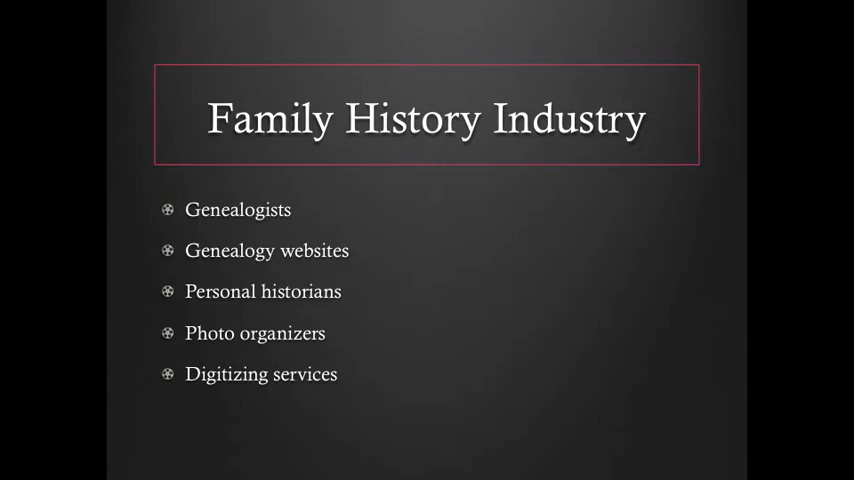 Family History Industry
Genealogists
Genealogy websites
Personal historians
Photo organizers
Digitizing services